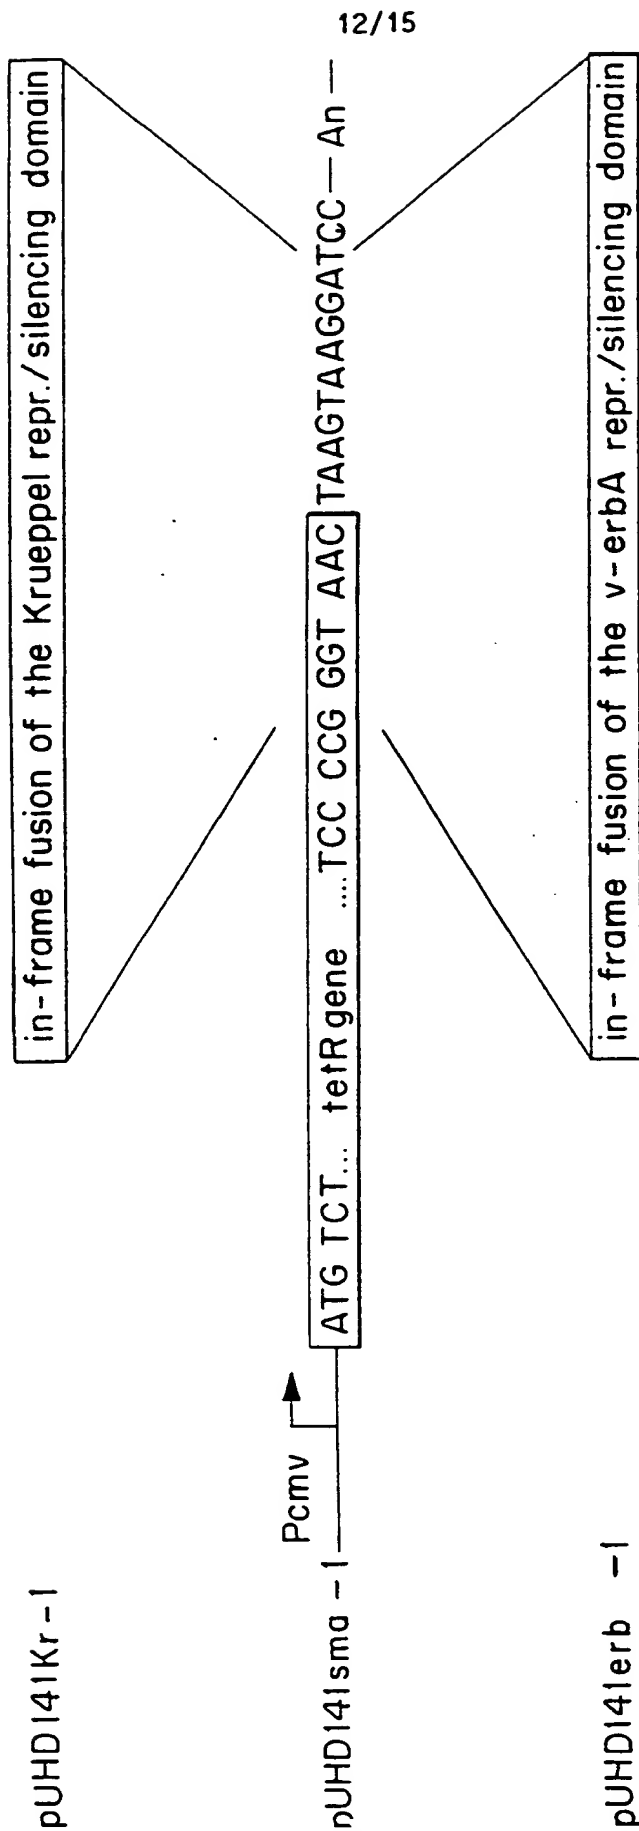 12/15
pUHD141Kr-1
in-frame fusion of the Krueppel repr./silencing domain
Pcmv
pUHD141sma-1
ATG TCT... tetR gene .....TCC CCG GGT AAC TAAGTAAGGATCC—An—
pUHD141erb -1
in-frame fusion of the v-erbA repr./silencing domain